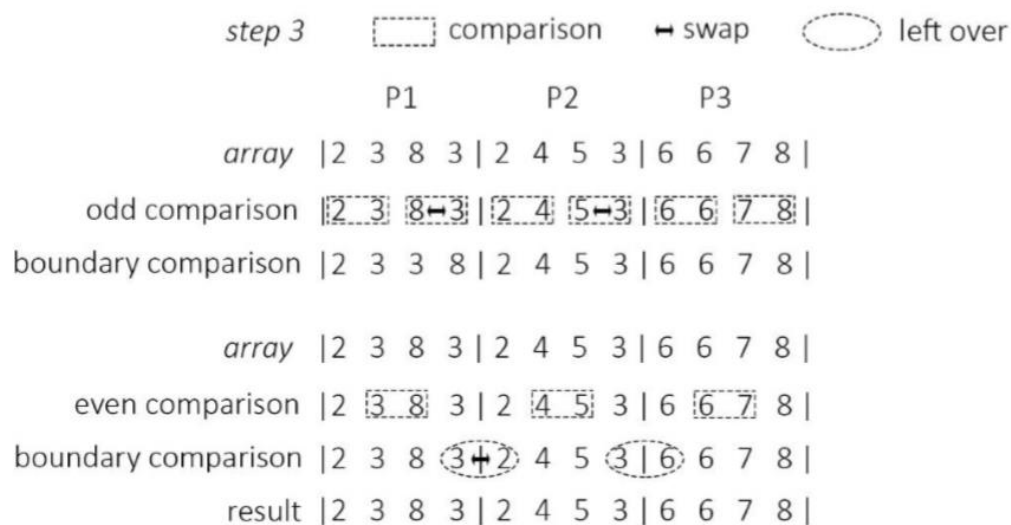 step 3 comparison swap left over
P1 P2 P3
array |2 3 8 3| 2 4 5 3| 6 6 7 8|
odd comparison |2 3 8 3| 2 4 5 3| 6 6 7 8|
boundary comparison |2 3 3 8| 2 4 5 3| 6 6 7 8|
array |2 3 8 3| 2 4 5 3| 6 6 7 8|
even comparison |2 3 8 3| 2 4 5 3| 6 6 7 8|
boundary comparison |2 3 8 3|2 4 5 3|6 6 7 8|
result |2 3 8 3| 2 4 5 3| 6 6 7 8|